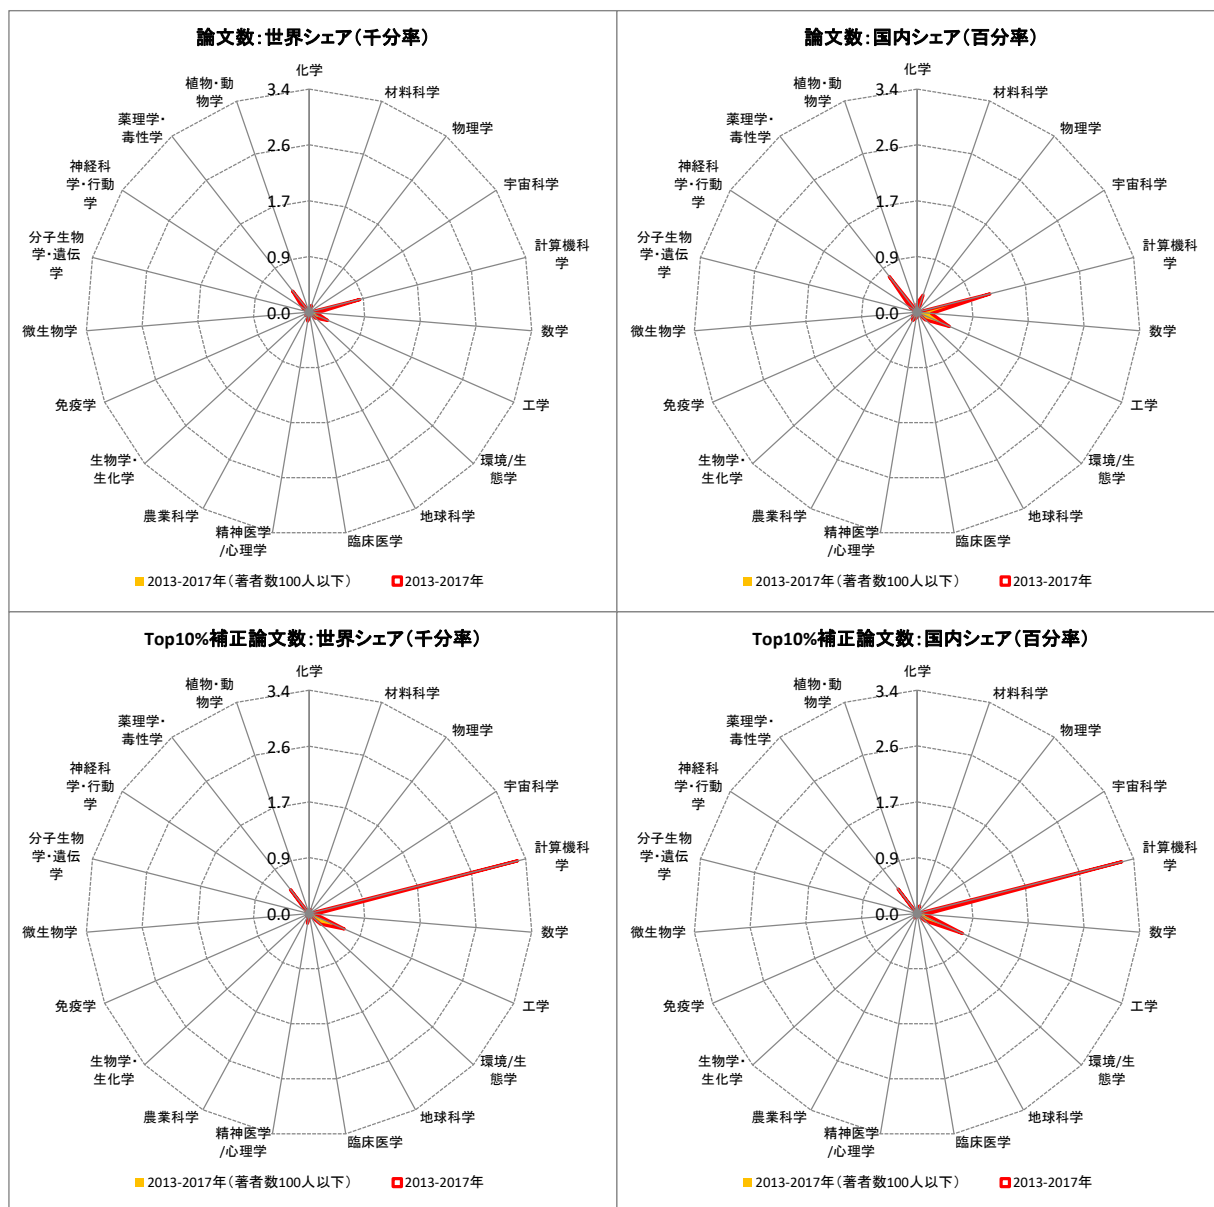 論文数:世界シェア(千分率)
化学
材料科学
物理学
宇宙科学
計算機科
学
数学
工学
環境/生
態学
地球科学
臨床医学
精神医学
/心理学
農業科学
生物学・
生化学
免疫学
微生物学
分子生物
学・遺伝
学
神経科
学・行動
学
薬理学・
毒性学
植物・動
物学
3.4
2.6
1.7
0.9
0.0
2013-2017年(著者数100人以下)
2013-2017年
論文数:国内シェア(百分率)
化学
材料科学
物理学
宇宙科学
計算機科
学
数学
工学
環境/生
態学
地球科学
臨床医学
精神医学
/心理学
農業科学
生物学・
生化学
免疫学
微生物学
分子生物
学・遺伝
学
神経科
学・行動
学
薬理学・
毒性学
植物・動
物学
3.4
2.6
1.7
0.9
0.0
2013-2017年(著者数100人以下)
2013-2017年
Top10%補正論文数:世界シェア(千分率)
化学
材料科学
物理学
宇宙科学
計算機科
学
数学
工学
環境/生
態学
地球科学
臨床医学
精神医学
/心理学
農業科学
生物学・
生化学
免疫学
微生物学
分子生物
学・遺伝
学
神経科
学・行動
学
薬理学・
毒性学
植物・動
物学
3.4
2.6
1.7
0.9
0.0
2013-2017年(著者数100人以下)
2013-2017年
Top10%補正論文数:国内シェア(百分率)
化学
材料科学
物理学
宇宙科学
計算機科
学
数学
工学
環境/生
態学
地球科学
臨床医学
精神医学
/心理学
農業科学
生物学・
生化学
免疫学
微生物学
分子生物
学・遺伝
学
神経科
学・行動
学
薬理学・
毒性学
植物・動
物学
3.4
2.6
1.7
0.9
0.0
2013-2017年(著者数100人以下)
2013-2017年